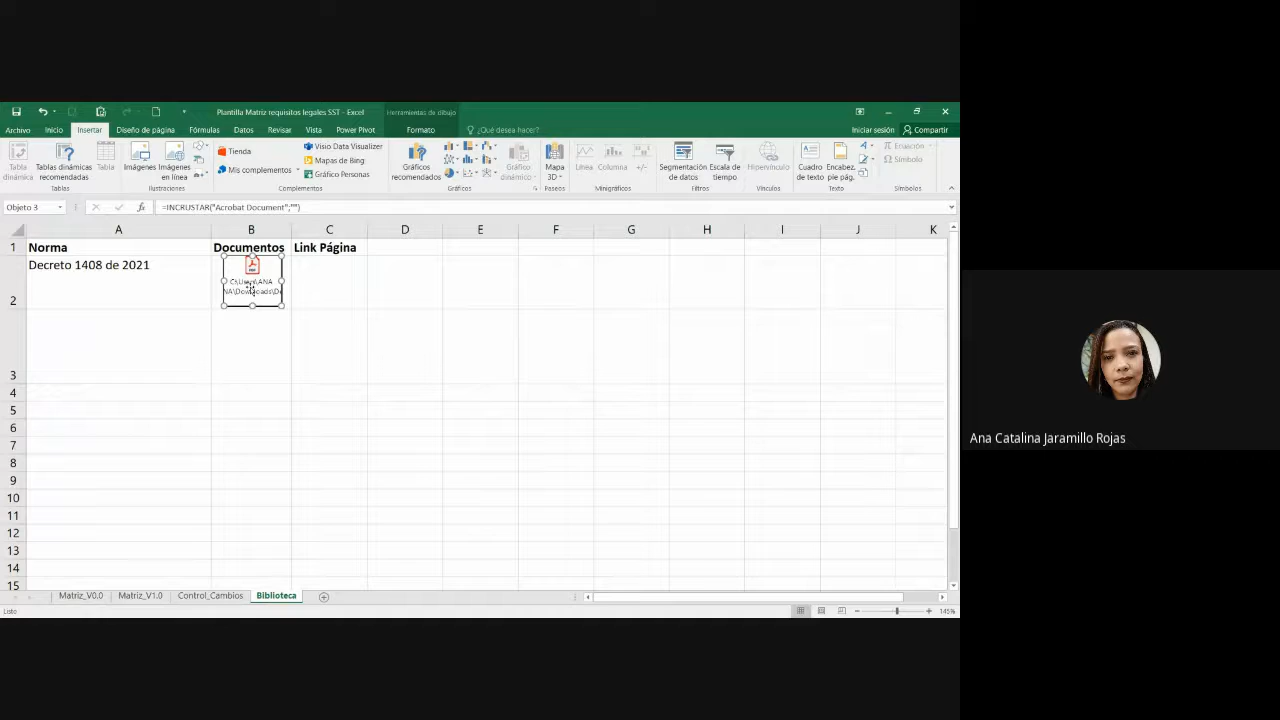 Plantilla Matriz requisitos legales SST - Excel
Herramientas de dibujo
Archivo Inicio Insertar Diseño de página Fórmulas Datos Revisar Vista Power Pivot Formato ¿Qué desea hacer? Iniciar sesión Compartir
Tabla dinámica
Tablas dinámicas recomendadas
Tabla
Tablas
Imágenes
Imágenes en línea
Ilustraciones
Tienda
Mis complementos
Visio Data Visualizer
Mapas de Bing
Gráfico Personas
Complementos
Gráficos recomendados
Gráfico dinámico
Gráficos
Mapa 3D
Paseos
Línea
Columna
+/-
Minigráficos
Segmentación de datos
Escala de tiempo
Filtros
Hipervínculo
Vínculos
Cuadro de texto
Encabez. pie pág.
Texto
Ecuación
Símbolo
Símbolos
Objeto 3
fx
=INCRUSTAR("Acrobat Document";"")
A B C D E F G H I J K
1 Norma Documentos Link Página
2 Decreto 1408 de 2021
3
4
5
6
7
8
9
10
11
12
13
14
15
Matriz_V0.0 Matriz_V1.0 Control_Cambios Biblioteca
Listo
145%
Ana Catalina Jaramillo Rojas